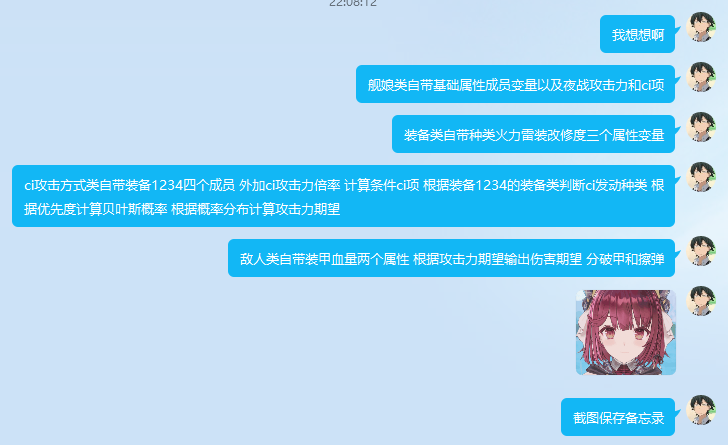 22:08:12
我想想啊
舰娘类自带基础属性成员变量以及夜战攻击力和ci项
装备类自带种类火力雷装改修度三个属性变量
ci攻击方式类自带装备1234四个成员 外加ci攻击力倍率 计算条件ci项 根据装备1234的装备类判断ci发动种类 根
据优先度计算贝叶斯概率 根据概率分布计算攻击力期望
敌人类自带装甲血量两个属性 根据攻击力期望输出伤害期望 分破甲和擦弹
截图保存备忘录